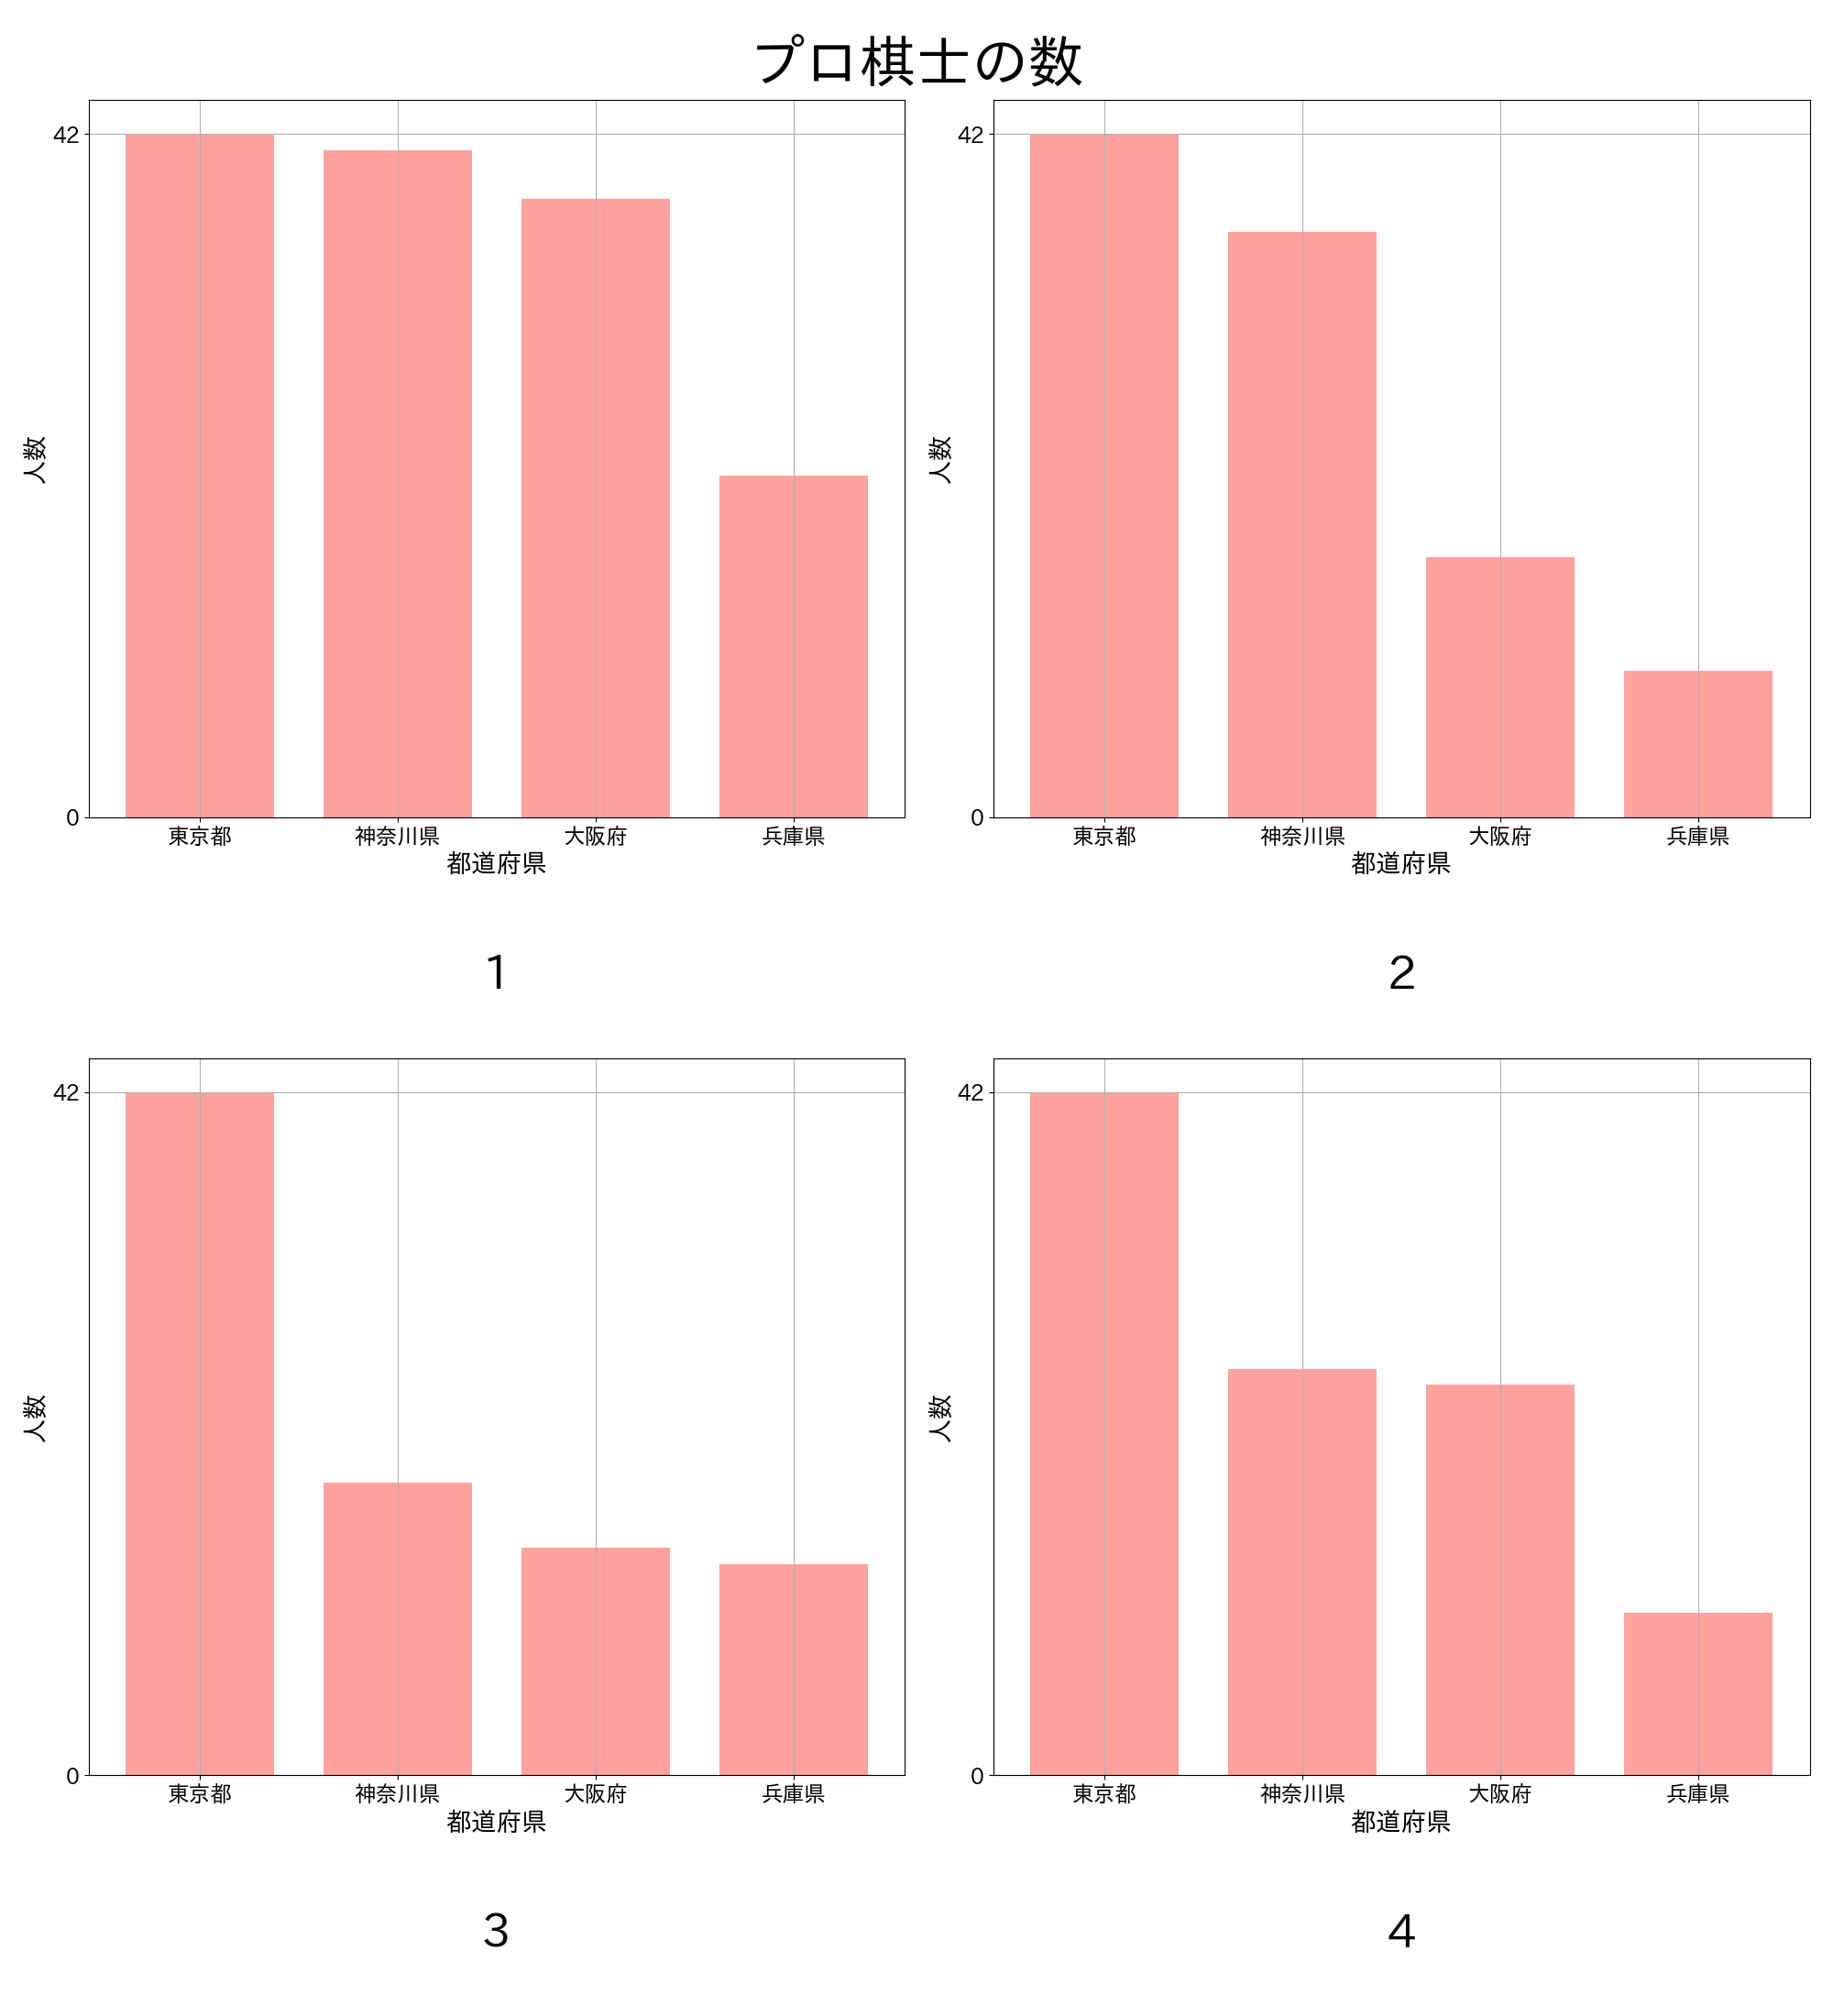 プロ棋士の数
42
0
人数
東京都 神奈川県 大阪府 兵庫県
都道府県
1
42
0
人数
東京都 神奈川県 大阪府 兵庫県
都道府県
2
42
0
人数
東京都 神奈川県 大阪府 兵庫県
都道府県
3
42
0
人数
東京都 神奈川県 大阪府 兵庫県
都道府県
4